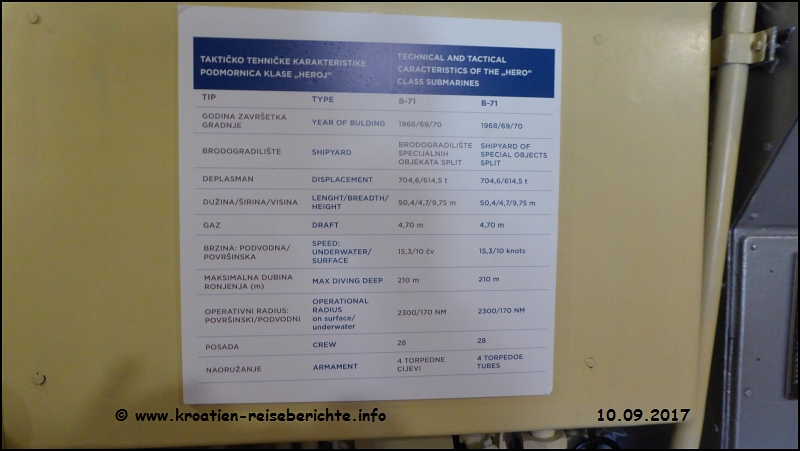 TAKTIČKO TEHNIČKE KARAKTERISTIKE
PODMORNICA KLASE „HEROJ“
TECHNICAL AND TACTICAL
CARACTERISTICS OF THE „HERO“
CLASS SUBMARINES
TIP
TYPE
B-71
B-71
GODINA ZAVRŠETKA
GRADNJE
YEAR OF BULDING
1968/69/70
1968/69/70
BRODOGRADILIŠTE
SHIPYARD
BRODOGRADILIŠTE
SPECIJALNIH
OBJEKATA SPLIT
SHIPYARD OF
SPECIAL OBJECTS
SPLIT
DEPLASMAN
DISPLACEMENT
704,6/614,5 t
704,6/614,5 t
DUŽINA/ŠIRINA/VISINA
LENGHT/BREADTH/
HEIGHT
50,4/4,7/9,75 m
50,4/4,7/9,75 m
GAZ
DRAFT
4,70 m
4,70 m
BRZINA: PODVODNA/
POVRŠINSKA
SPEED:
UNDERWATER/
SURFACE
15,3/10 čv
15,3/10 knots
MAKSIMALNA DUBINA
RONJENJA (m)
MAX DIVING DEEP
210 m
210 m
OPERATIVNI RADIUS:
POVRŠINSKI/PODVODNI
OPERATIONAL
RADIUS
on surface/
underwater
2300/170 NM
2300/170 NM
POSADA
CREW
28
28
NAORUŽANJE
ARMAMENT
4 TORPEDNE
CIJEVI
4 TORPEDOE
TUBES
© www.kroatien-reiseberichte.info
10.09.2017